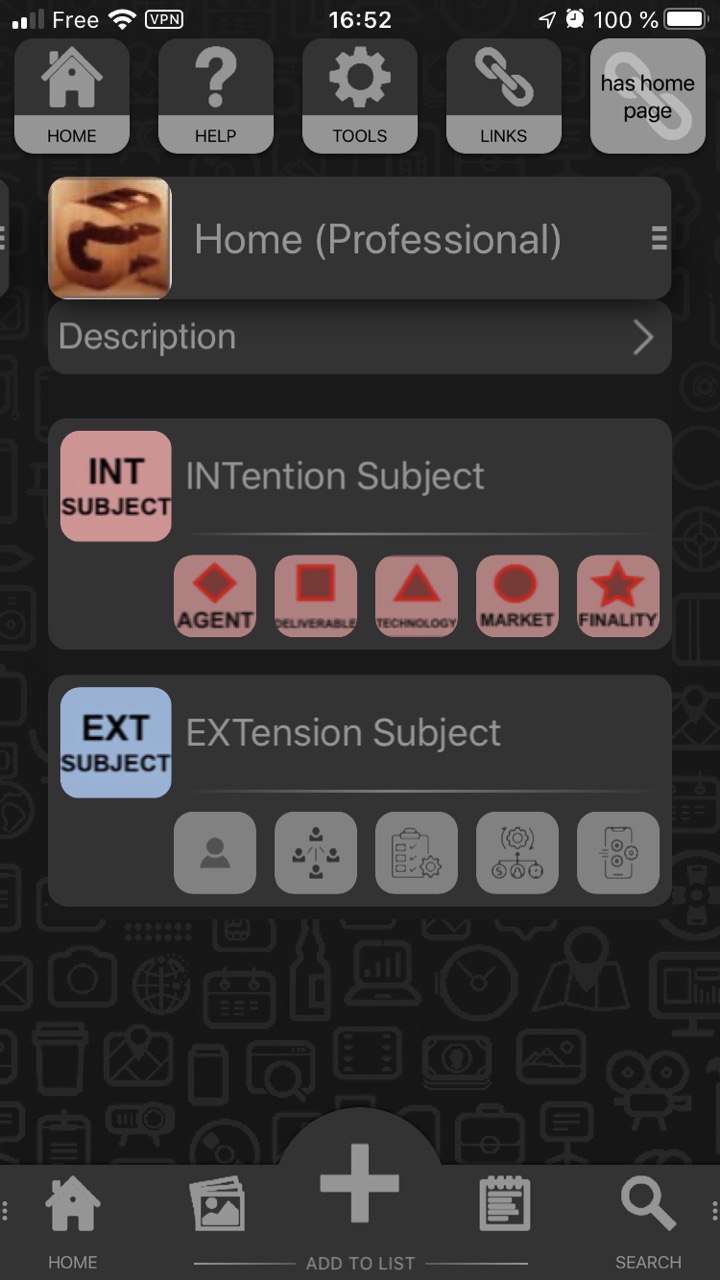 Free VPN 16:52 100 %
HOME
HELP
TOOLS
LINKS
has home
page
Home (Professional)
Description
INT
SUBJECT
INTention Subject
AGENT
DELIVERABLE
TECHNOLOGY
MARKET
FINALITY
EXT
SUBJECT
EXTension Subject
HOME
ADD TO LIST
SEARCH